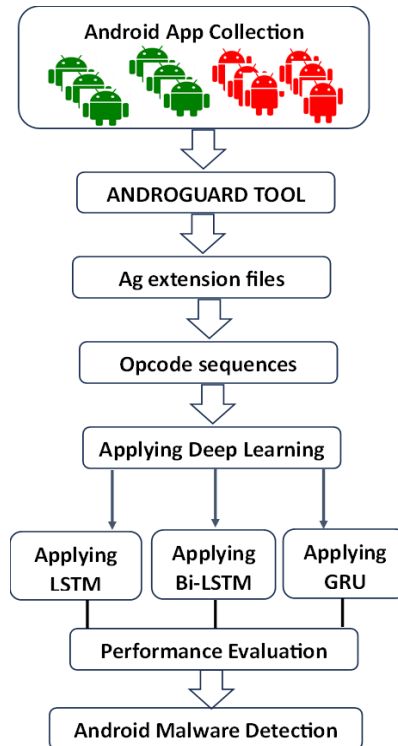 Android App Collection
ANDROGUARD TOOL
Ag extension files
Opcode sequences
Applying Deep Learning
Applying
LSTM
Applying
Bi-LSTM
Applying
GRU
Performance Evaluation
Android Malware Detection